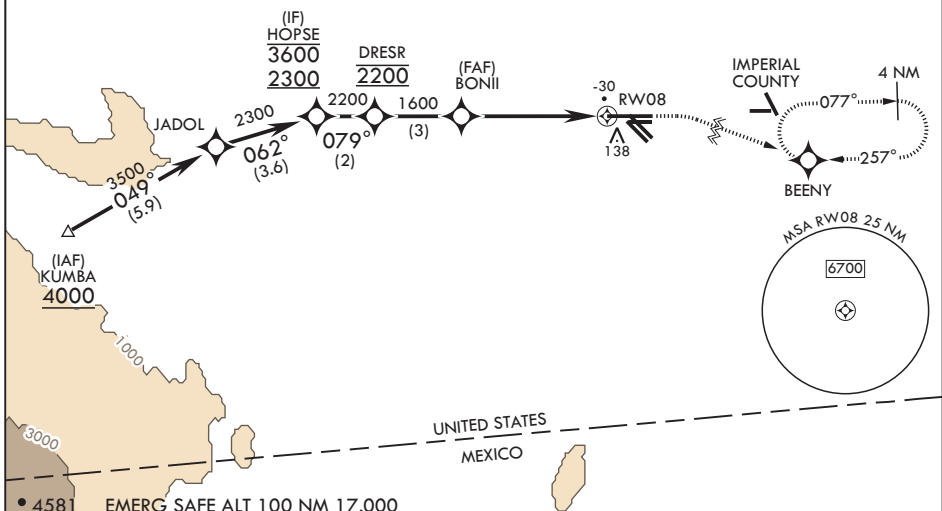 (IF)
HOPSE
3600
2300
DRESR
2200
(FAF)
BONII
-30
RW08
138
IMPERIAL
COUNTY
4 NM
077°
257°
BEENY
JADOL
2300
062°
(3.6)
2200
079°
(2)
1600
(3)
3500
049°
(5.9)
(IAF)
KUMBA
4000
MSA RW08 25 NM
6700
1000
3000
UNITED STATES
MEXICO
4581
EMERG SAFE ALT 100 NM 17,000